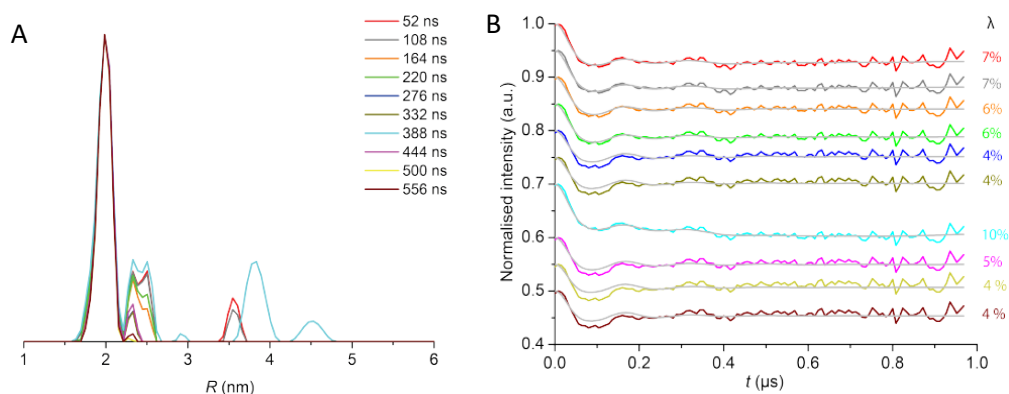 A
52 ns
108 ns
164 ns
220 ns
276 ns
332 ns
388 ns
444 ns
500 ns
556 ns
1 2 3 4 5 6
R (nm)
B
λ
Normalised intensity (a.u.)
1.0
0.9
0.8
0.7
0.6
0.5
0.4
7%
7%
6%
6%
4%
4%
10%
5%
4 %
4 %
0.0 0.2 0.4 0.6 0.8 1.0
t (μs)